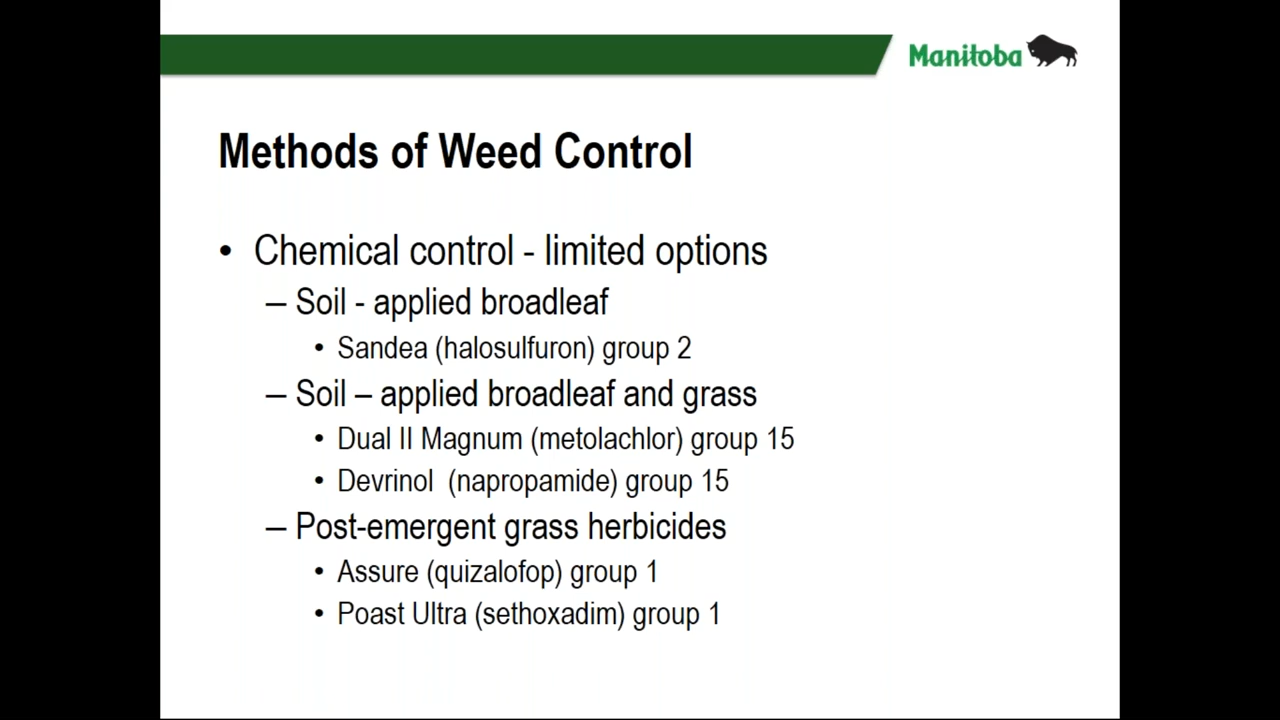 Manitoba
Methods of Weed Control
• Chemical control - limited options
– Soil - applied broadleaf
• Sandea (halosulfuron) group 2
– Soil – applied broadleaf and grass
• Dual II Magnum (metolachlor) group 15
• Devrinol (napropamide) group 15
– Post-emergent grass herbicides
• Assure (quizalofop) group 1
• Poast Ultra (sethoxadim) group 1